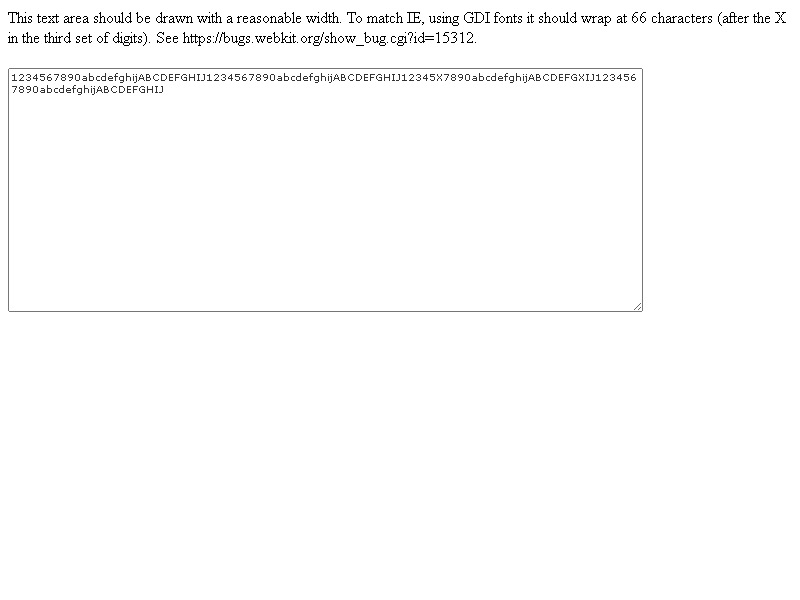 This text area should be drawn with a reasonable width. To match IE, using GDI fonts it should wrap at 66 characters (after the X
in the third set of digits). See https://bugs.webkit.org/show_bug.cgi?id=15312.
1234567890abcdefghijABCDEFGHIJ1234567890abcdefghijABCDEFGHIJ12345X7890abcdefghijABCDEFGXIJ123456
7890abcdefghijABCDEFGHIJ